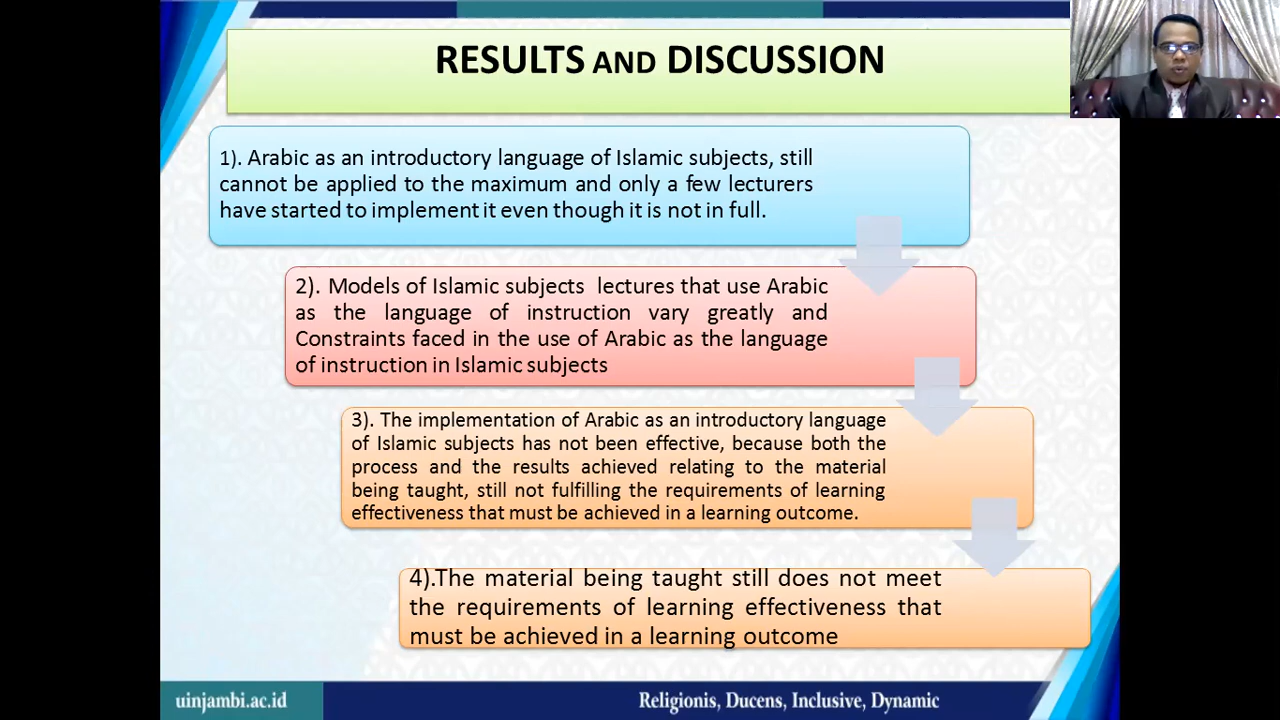 RESULTS AND DISCUSSION
1). Arabic as an introductory language of Islamic subjects, still
cannot be applied to the maximum and only a few lecturers
have started to implement it even though it is not in full.
2). Models of Islamic subjects lectures that use Arabic
as the language of instruction vary greatly and
Constraints faced in the use of Arabic as the language
of instruction in Islamic subjects
3). The implementation of Arabic as an introductory language
of Islamic subjects has not been effective, because both the
process and the results achieved relating to the material
being taught, still not fulfilling the requirements of learning
effectiveness that must be achieved in a learning outcome.
4).The material being taught still does not meet
the requirements of learning effectiveness that
must be achieved in a learning outcome
uinjambi.ac.id
Religionis, Ducens, Inclusive, Dynamic